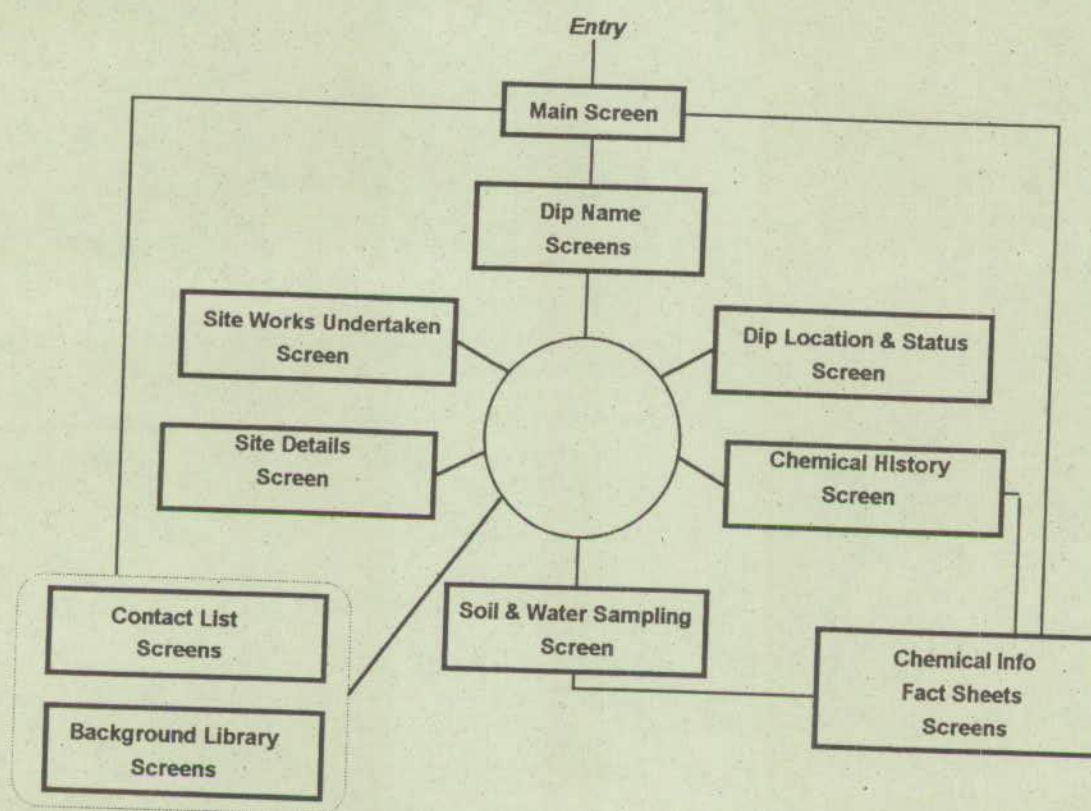 Entry
Main Screen
Dip Name
Screens
Site Works Undertaken
Screen
Dip Location & Status
Screen
Site Details
Screen
Chemical HIstory
Screen
Contact List
Screens
Soil & Water Sampling
Screen
Chemical Info
Fact Sheets
Screens
Background Library
Screens